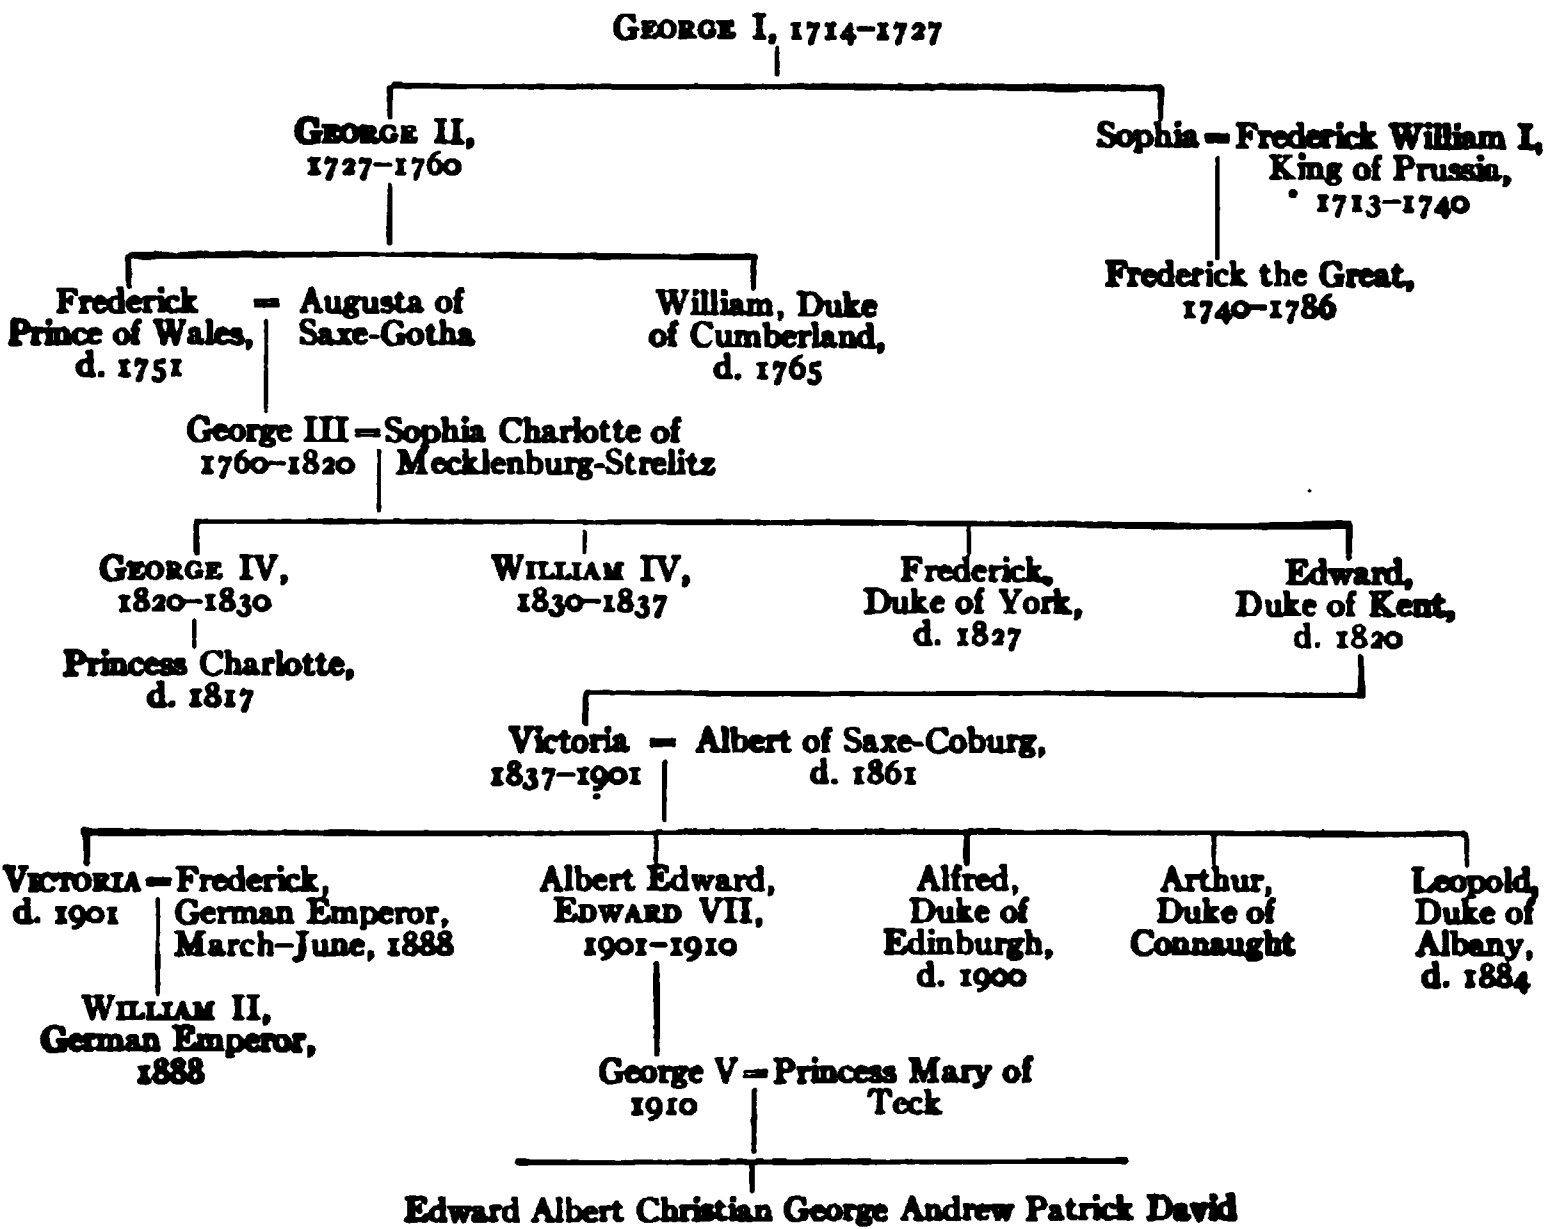 GEORGE I, 1714–1727
GEORGE II,
1727–1760
Sophia = Frederick William I,
King of Prussia,
1713–1740
Frederick the Great,
1740–1786
Frederick = Augusta of
Prince of Wales, Saxe-Gotha
d. 1751
William, Duke
of Cumberland,
d. 1765
George III = Sophia Charlotte of
1760–1820 Mecklenburg-Strelitz
GEORGE IV,
1820–1830
Princess Charlotte,
d. 1817
WILLIAM IV,
1830–1837
Frederick,
Duke of York,
d. 1827
Edward,
Duke of Kent,
d. 1820
Victoria = Albert of Saxe-Coburg,
1837–1901 d. 1861
VICTORIA = Frederick,
d. 1901 German Emperor,
March–June, 1888
WILLIAM II,
German Emperor,
1888
Albert Edward,
EDWARD VII,
1901–1910
Alfred,
Duke of
Edinburgh,
d. 1900
Arthur,
Duke of
Connaught
Leopold,
Duke of
Albany,
d. 1884
George V = Princess Mary of
1910 Teck
Edward Albert Christian George Andrew Patrick David